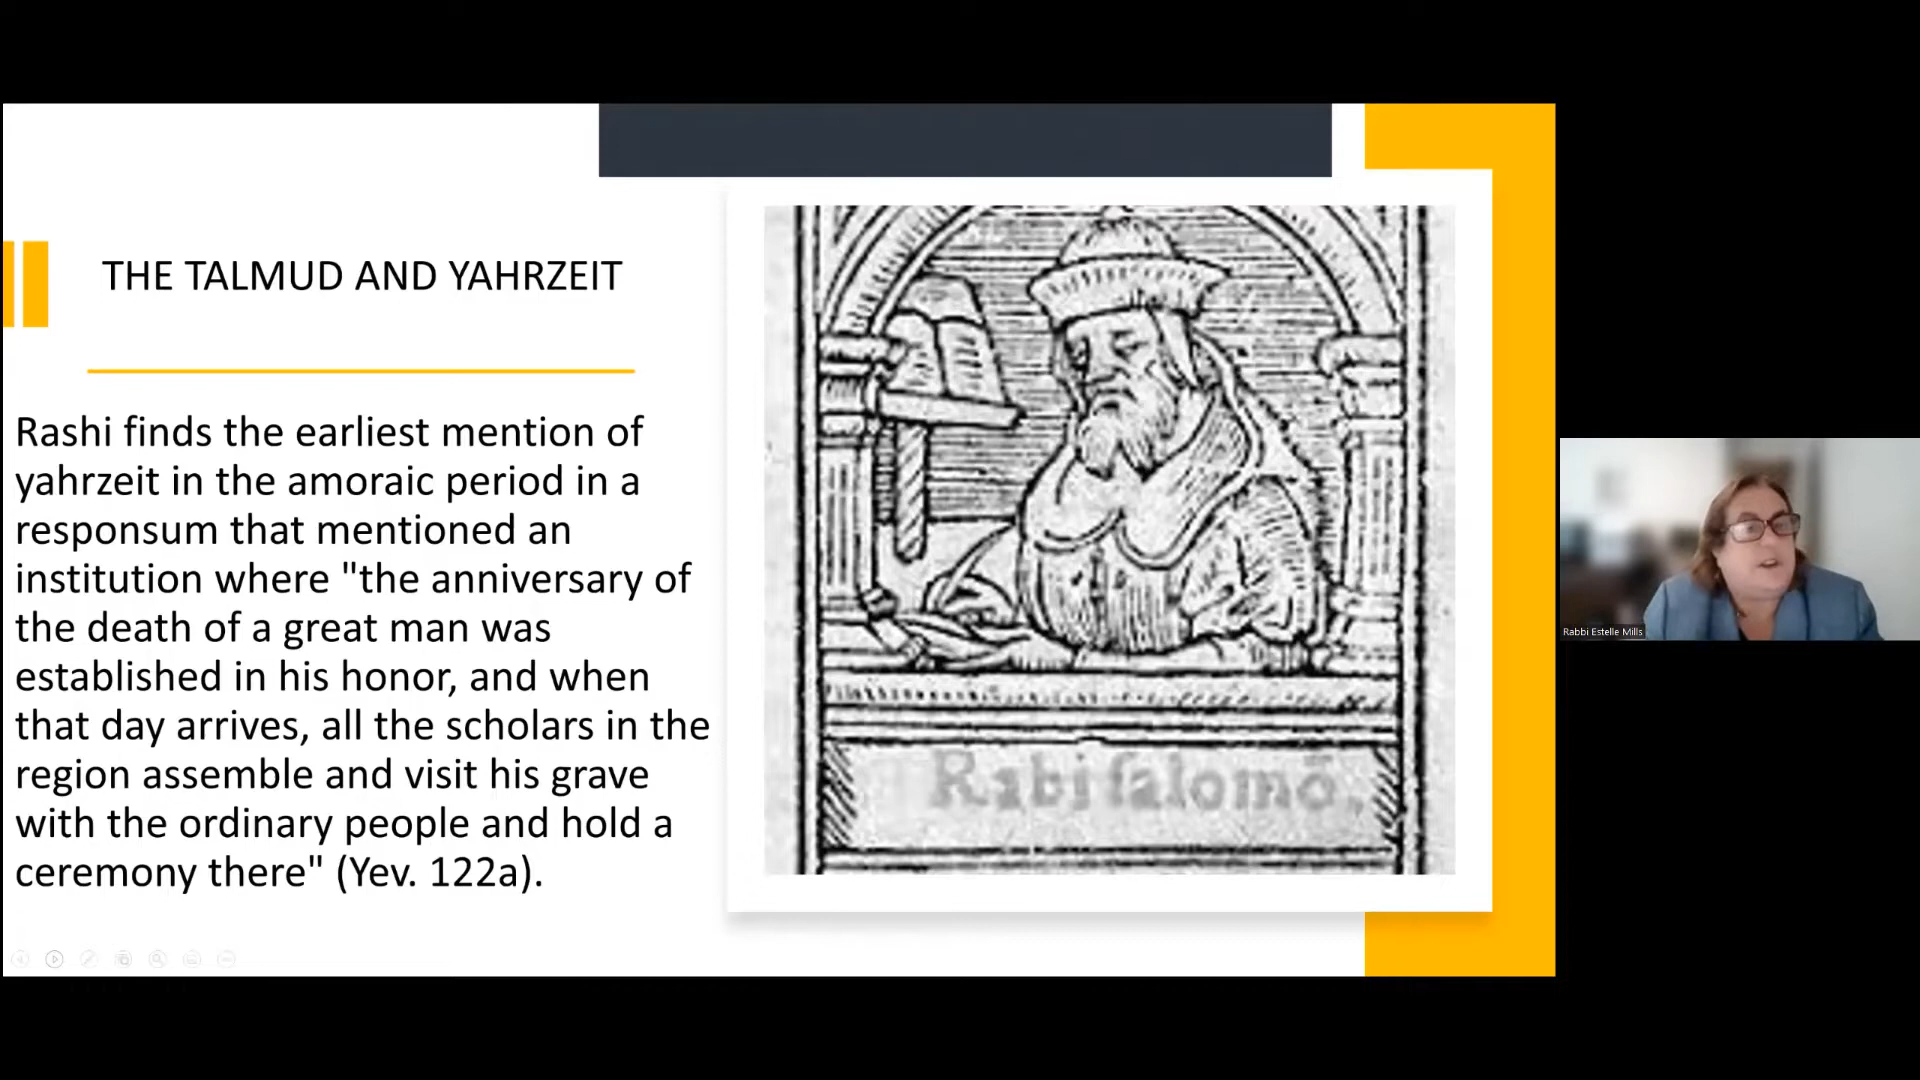 THE TALMUD AND YAHRZEIT
Rashi finds the earliest mention of
yahrzeit in the amoraic period in a
responsum that mentioned an
institution where "the anniversary of
the death of a great man was
established in his honor, and when
that day arrives, all the scholars in the
region assemble and visit his grave
with the ordinary people and hold a
ceremony there" (Yev. 122a).
Rabi ſalomō.
Rabbi Estelle Mills